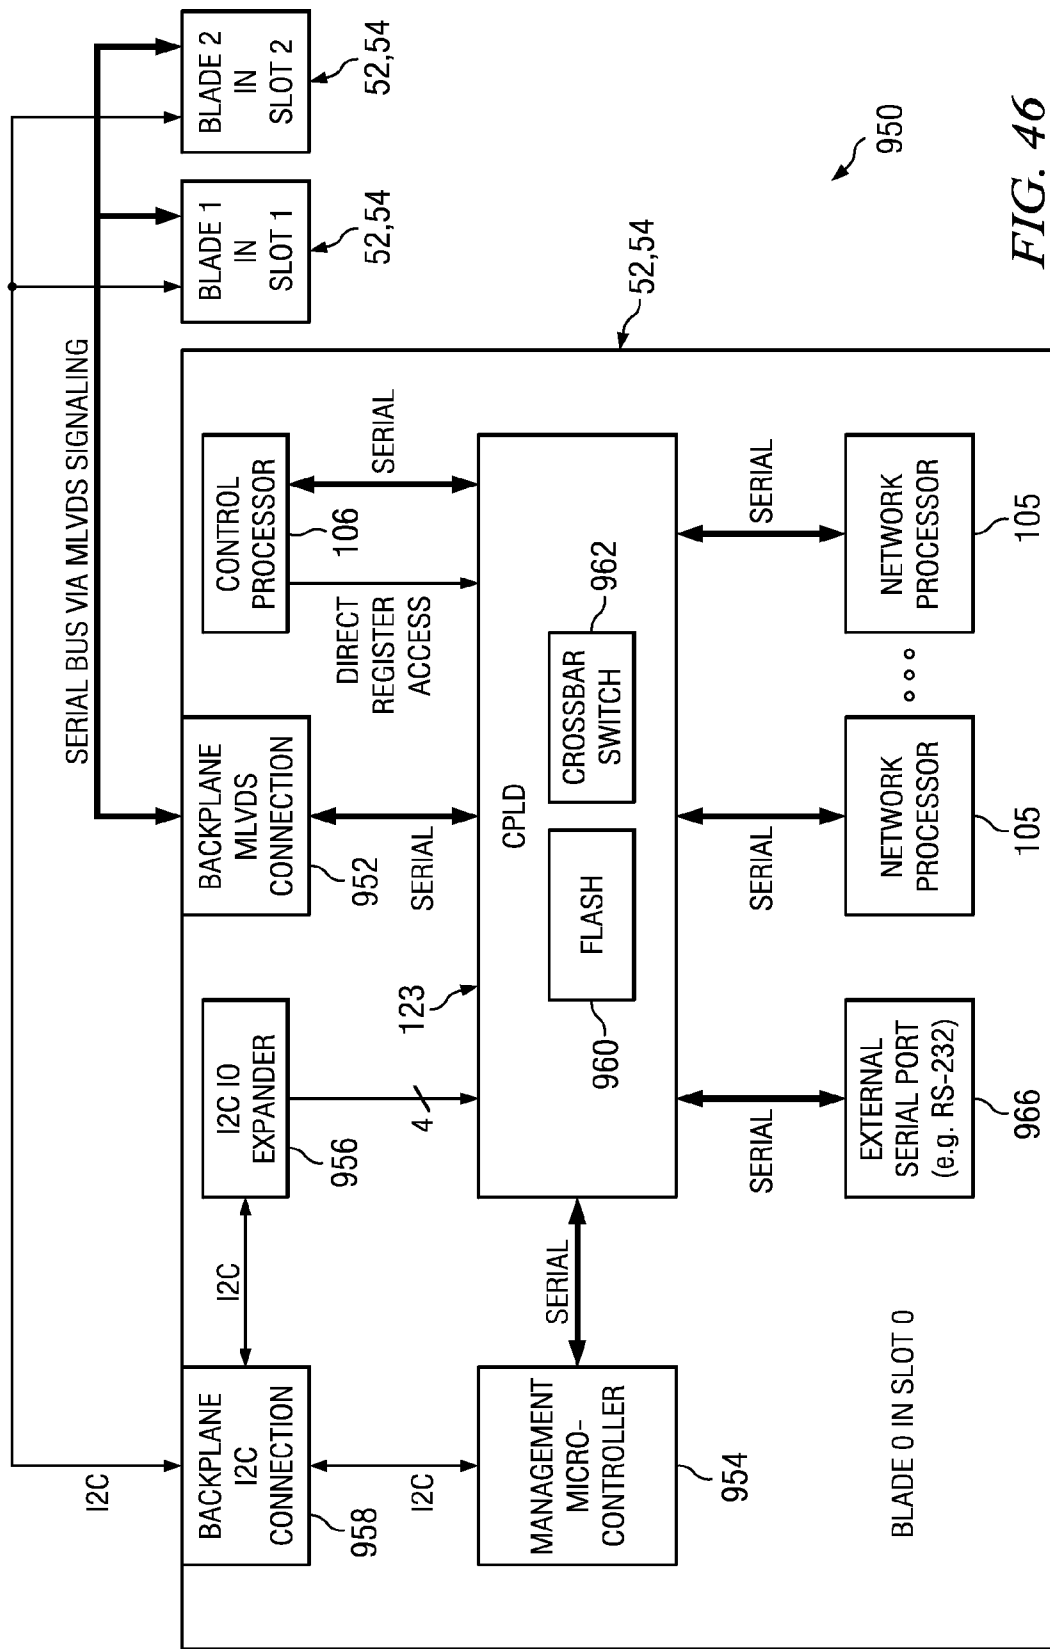 SERIAL BUS VIA MLVDS SIGNALING
I2C
BACKPLANE
I2C
CONNECTION
958
I2C
I2C IO
EXPANDER
956
BACKPLANE
MLVDS
CONNECTION
952
CONTROL
PROCESSOR
106
BLADE 1
IN
SLOT 1
52,54
BLADE 2
IN
SLOT 2
52,54
I2C
4
SERIAL
DIRECT
REGISTER
ACCESS
SERIAL
52,54
MANAGEMENT
MICRO-
CONTROLLER
954
SERIAL
123
CPLD
FLASH
960
CROSSBAR
SWITCH
962
950
SERIAL
SERIAL
SERIAL
EXTERNAL
SERIAL PORT
(e.g. RS-232)
966
NETWORK
PROCESSOR
105
NETWORK
PROCESSOR
105
BLADE 0 IN SLOT 0
FIG. 46